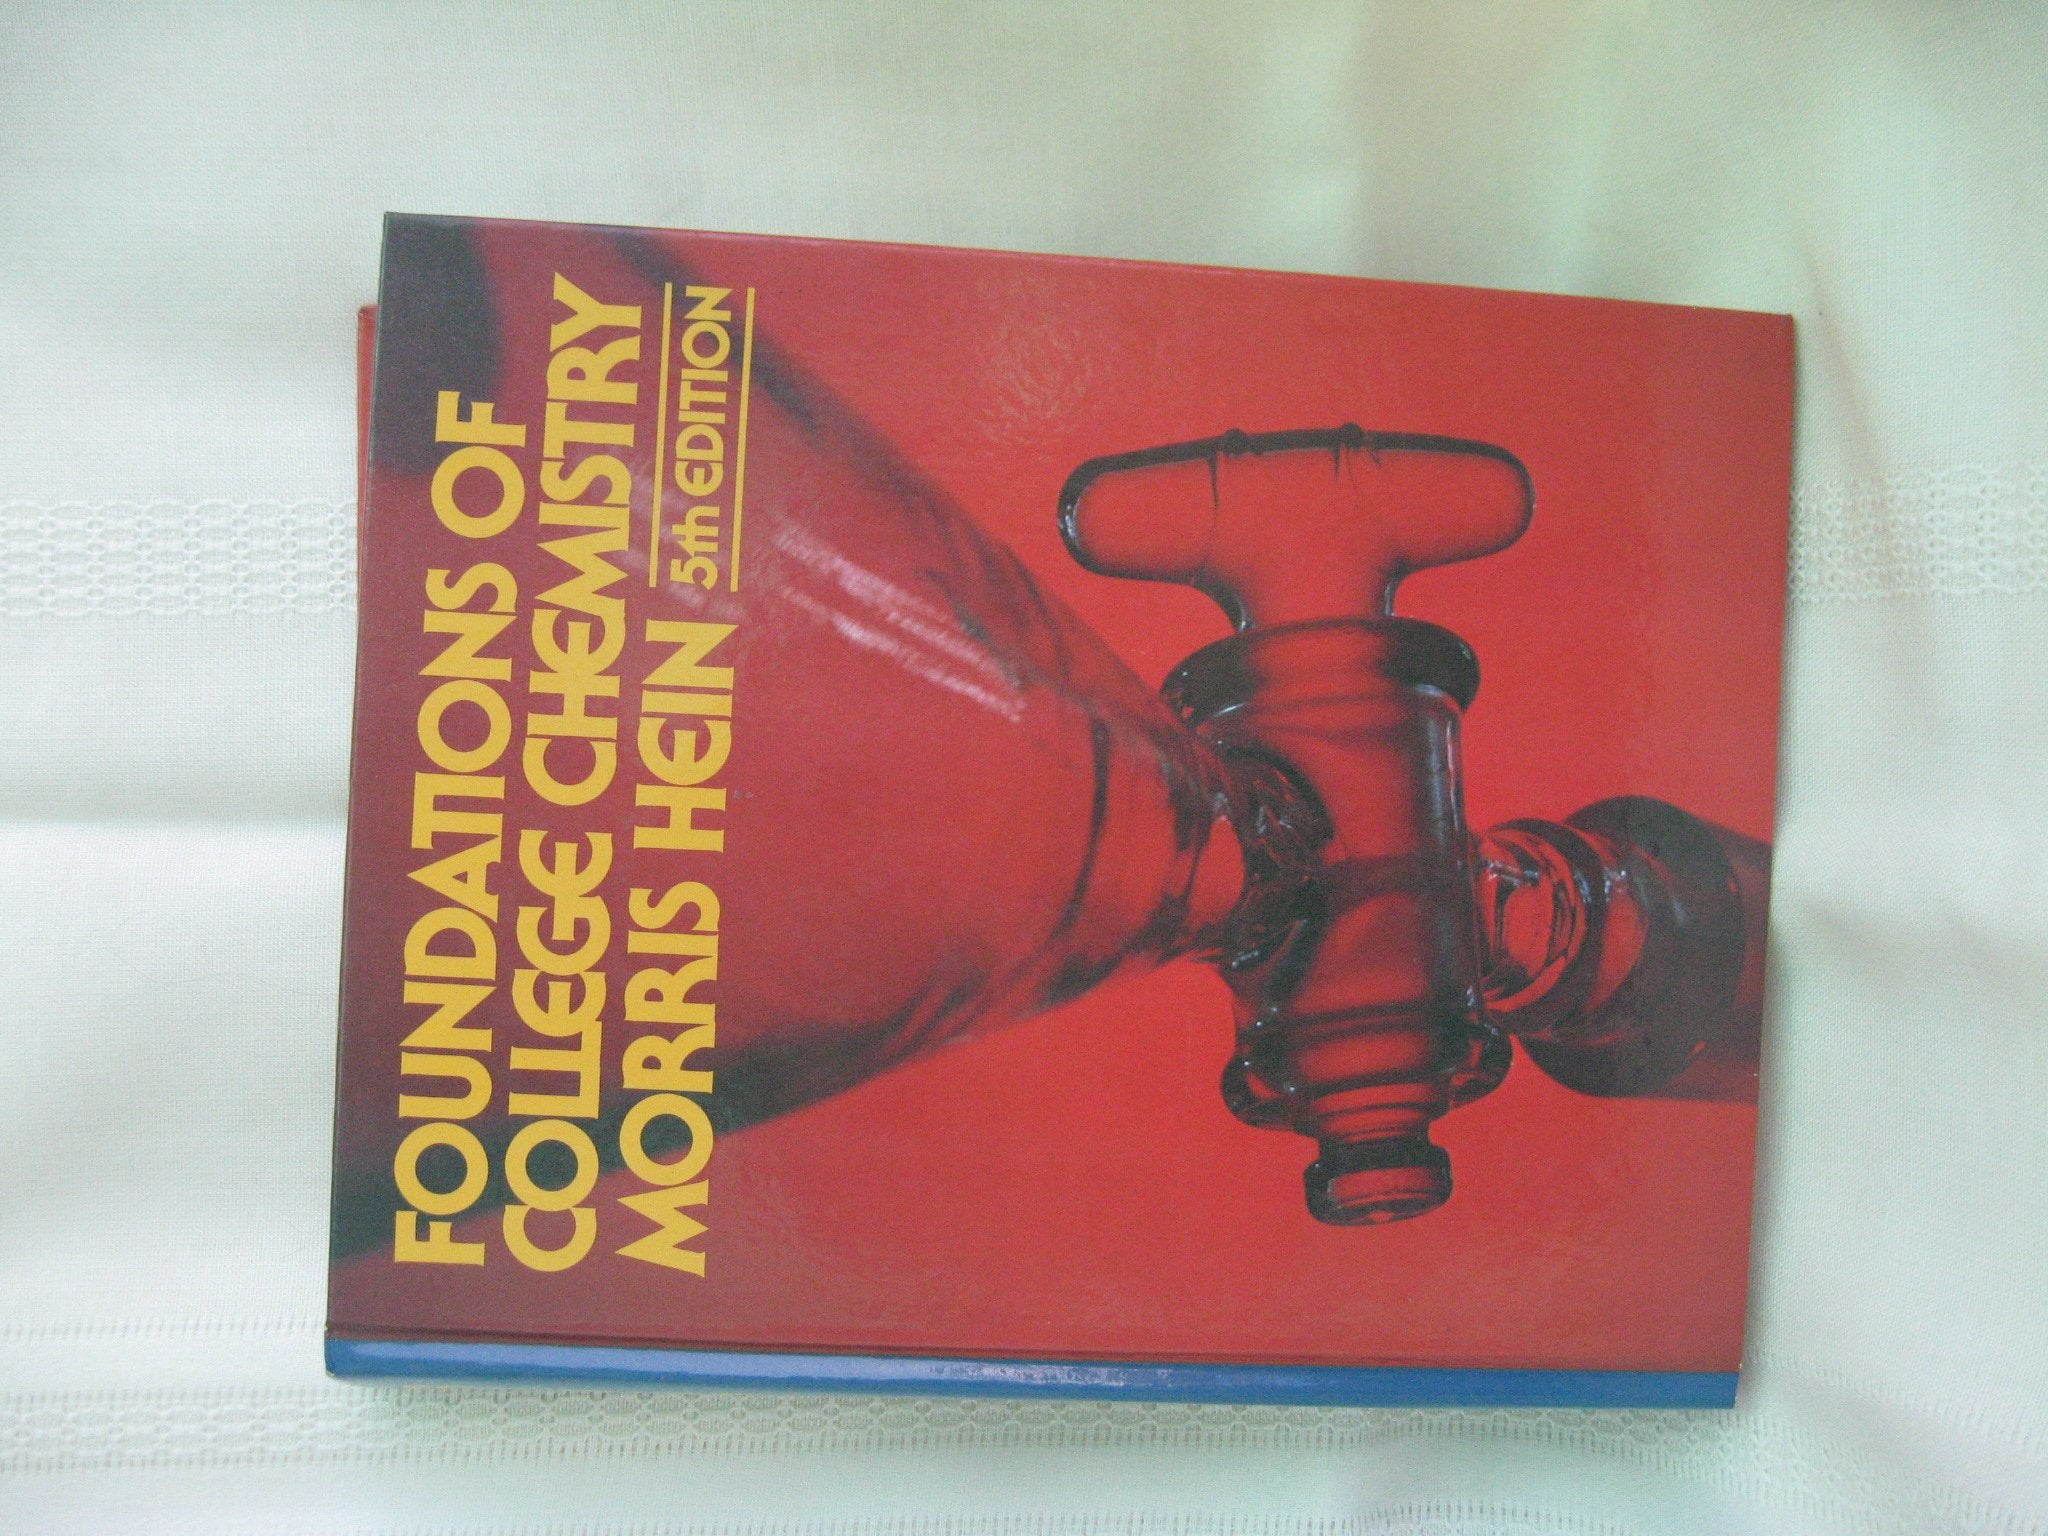 FOUNDATIONS OF
COLLEGE CHEMISTRY
MORRIS HEIN 5th EDITION